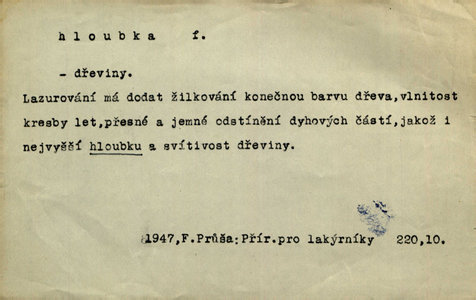 hloubka f.
- dřeviny.
Lazurování má dodat žilkování konečnou barvu dřeva,vlnitost
kresby let,přesné a jemné odstínění dyhových částí,jakož i
nejvyšší hloubku a svítivost dřeviny.
1947,F.Průša:Přír.pro lakýrníky 220,10.